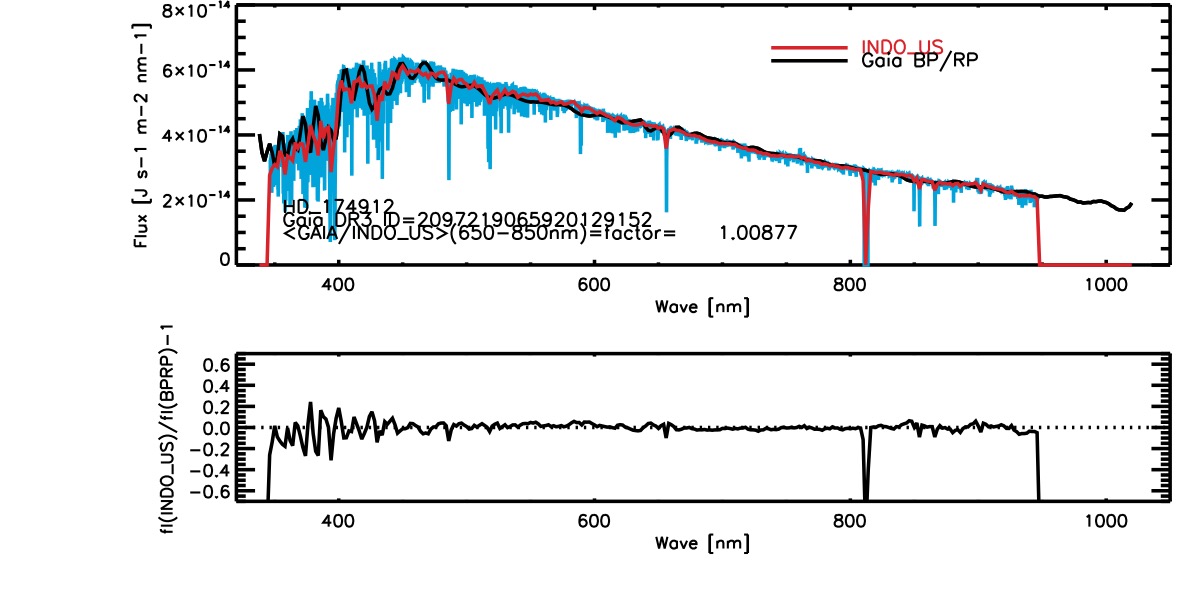 8×10−14
6×10−14
4×10−14
2×10−14
0
Flux [J s−1 m−2 nm−1]
INDO_US
Gaia BP/RP
HD_174912
Gaia DR3 ID=2097219065920129152
<GAIA/INDO_US>(650−850nm)=factor= 1.00877
400 600 800 1000
Wave [nm]
fl(INDO_US)/fl(BPRP)−1
0.6
0.4
0.2
0.0
−0.2
−0.4
−0.6
400 600 800 1000
Wave [nm]